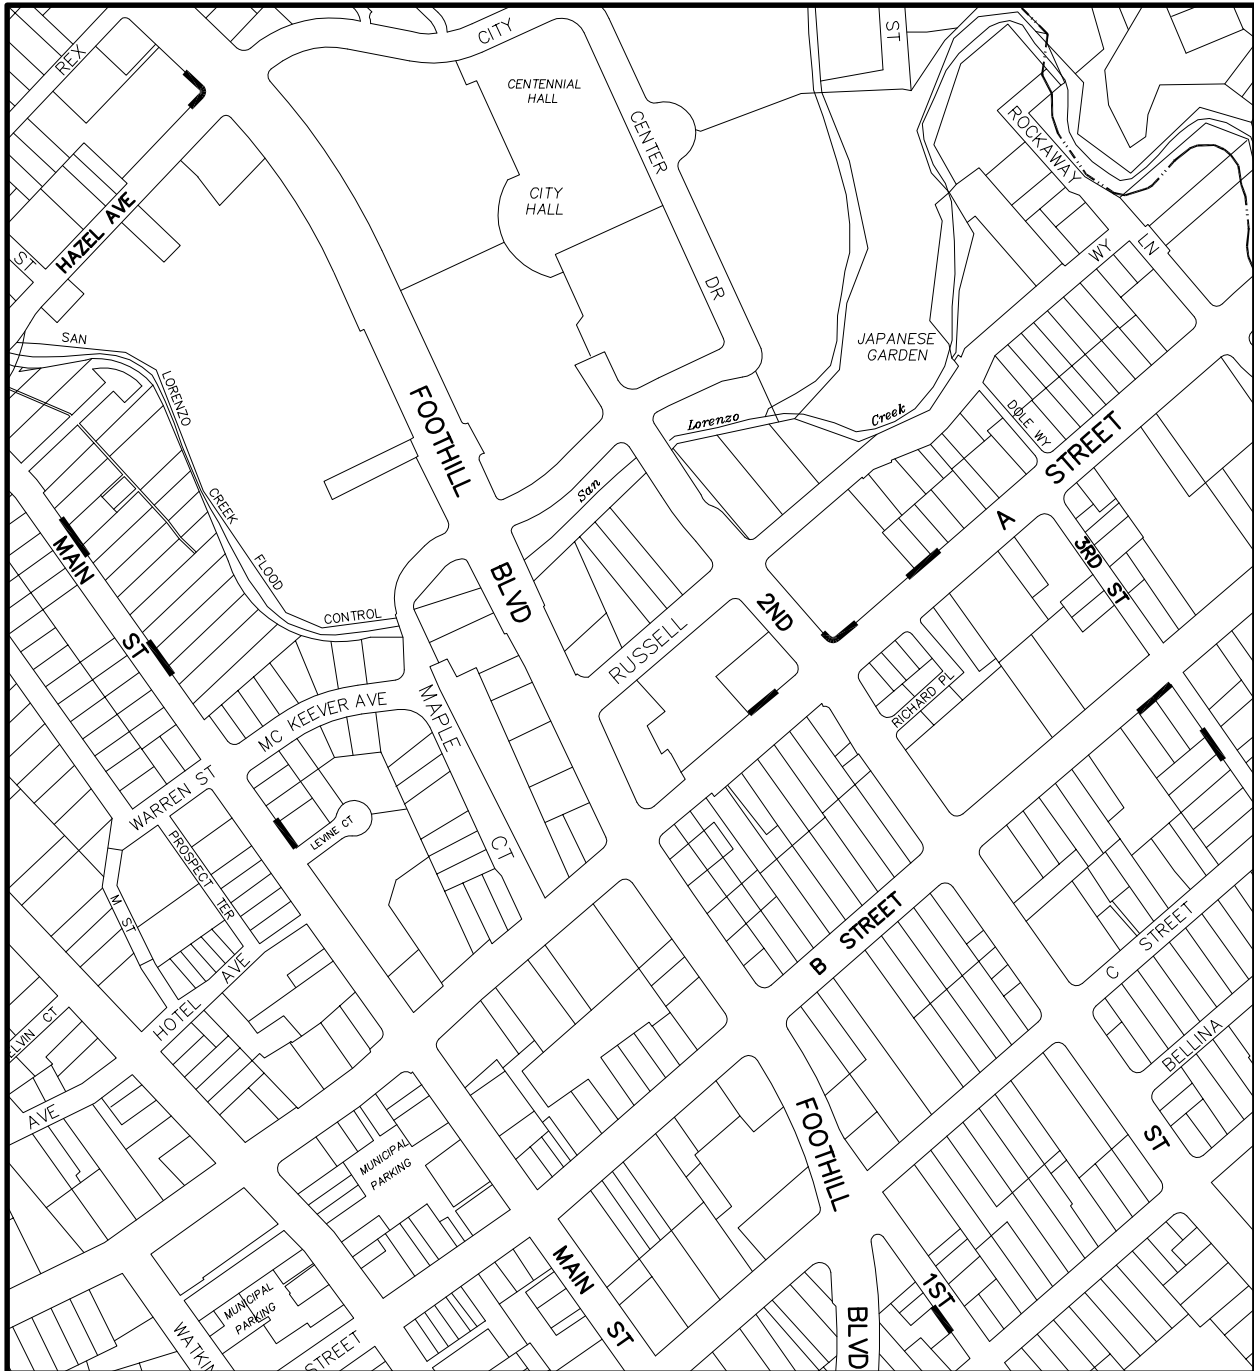 REX
CITY
ST
CENTENNIAL
HALL
CENTER
ROCKAWAY
CITY
HALL
HAZEL AVE
ST
WY
LN
DR
SAN
JAPANESE
GARDEN
LORENZO
FOOTHILL
Lorenzo
Creek
DOLE WY
STREET
CREEK
San
A
MAIN
ST
FLOOD
BLVD
3RD ST
CONTROL
2ND
RUSSELL
MAPLE
CT
MC KEEVER AVE
RICHARD PL
WARREN ST
LEVINE CT
PROSPECT TER
M ST
B STREET
C STREET
HOTEL AVE
BELLINA
AVE
FOOTHILL
ST
MUNICIPAL
PARKING
MAIN
ST
1ST
MUNICIPAL
PARKING
BLVD
STREET